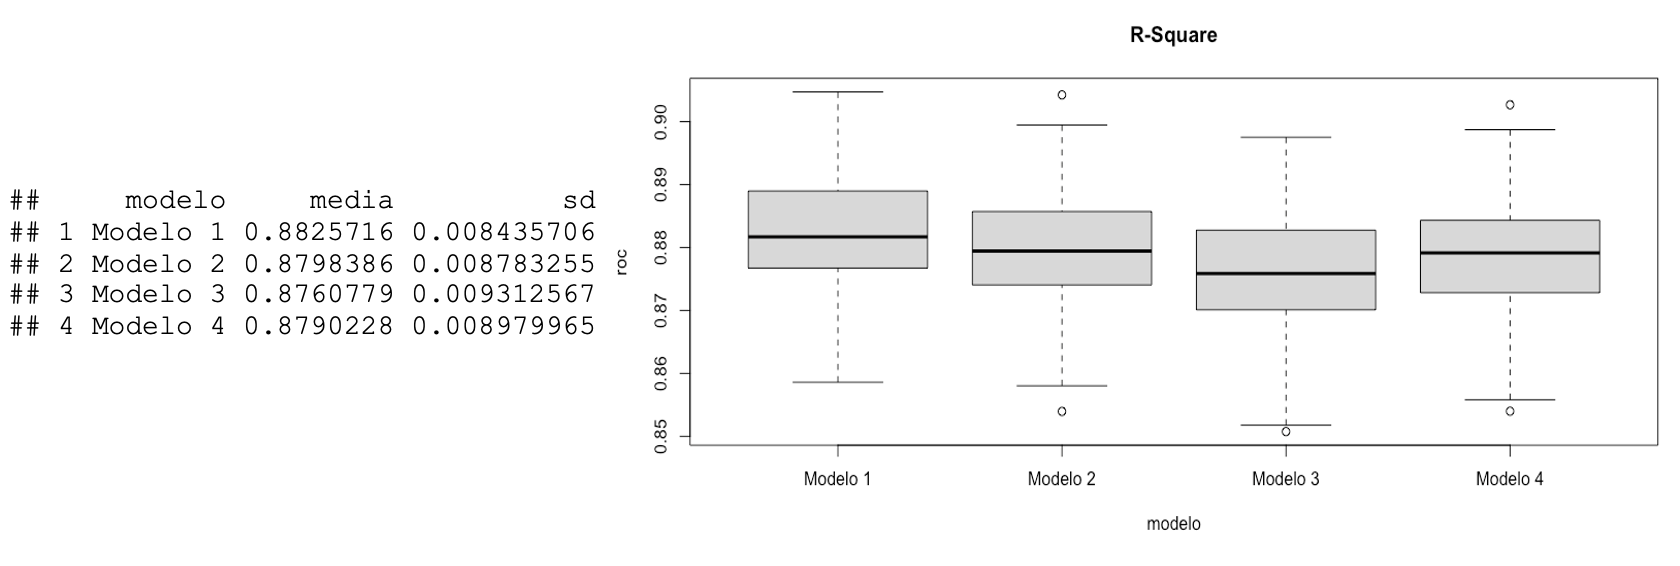 ##     modelo     media          sd
## 1 Modelo 1 0.8825716 0.008435706
## 2 Modelo 2 0.8798386 0.008783255
## 3 Modelo 3 0.8760779 0.009312567
## 4 Modelo 4 0.8790228 0.008979965
R-Square
roc
0.90
0.89
0.88
0.87
0.86
0.85
Modelo 1 Modelo 2 Modelo 3 Modelo 4
modelo